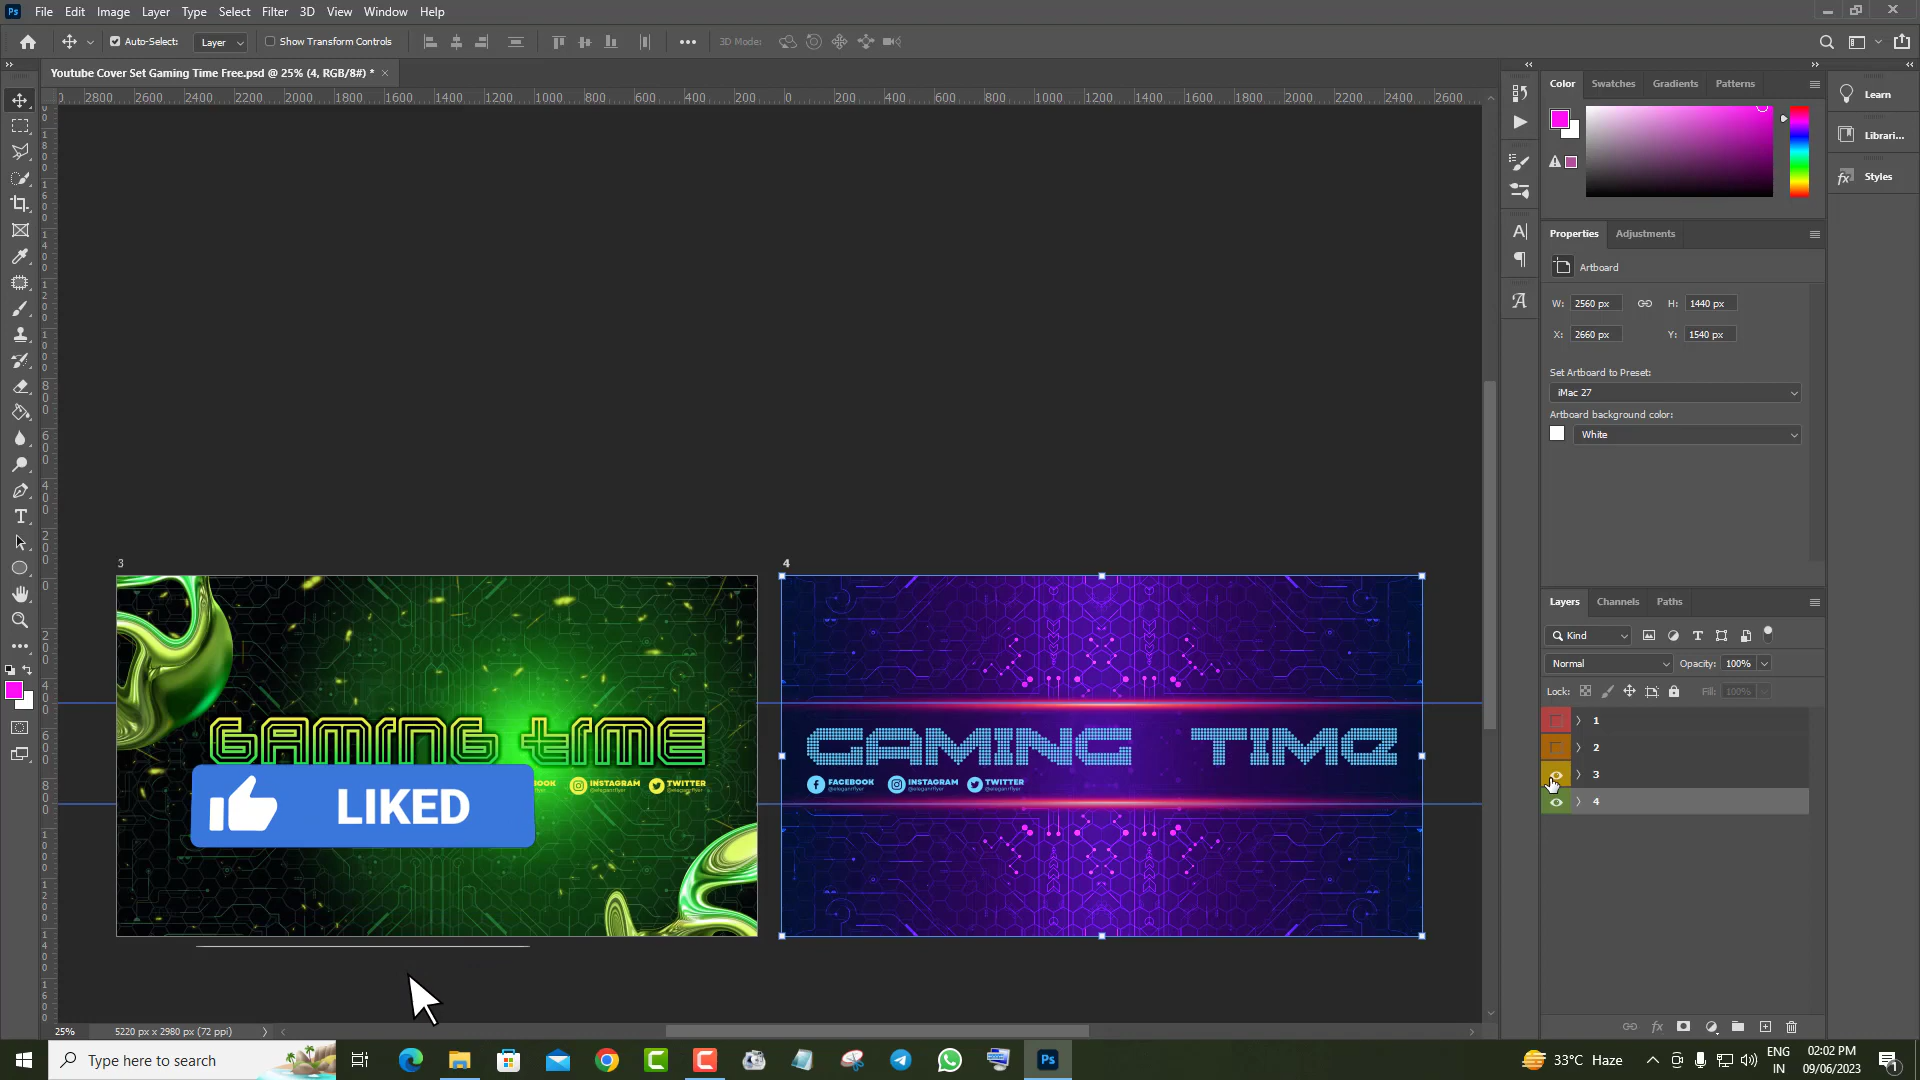 Ps File Edit Image Layer Type Select Filter 3D View Window Help
Auto-Select: Layer Show Transform Controls 3D Mode:
Youtube Cover Set Gaming Time Free.psd @ 25% (4, RGB/8#) *
2800 2600 2400 2200 2000 1800 1600 1400 1200 1000 800 600 400 200 0 200 400 600 800 1000 1200 1400 1600 1800 2000 2200 2400 2600
Color Swatches Gradients Patterns
Learn
Librari...
Styles
Properties Adjustments
Artboard
W: 2560 px H: 1440 px
X: 2660 px Y: 1540 px
Set Artboard to Preset:
iMac 27
Artboard background color:
White
3
4
GAMING TIME
FACEBOOK INSTAGRAM TWITTER
LIKED
GAMING TIME
INSTAGRAM TWITTER
Layers Channels Paths
Kind
Normal Opacity: 100%
Lock: Fill: 100%
1
2
3
4
25% 5220 px x 2980 px (72 ppi)
Type here to search
Ps
33°C Haze
ENG
IN
02:02 PM
09/06/2023
1